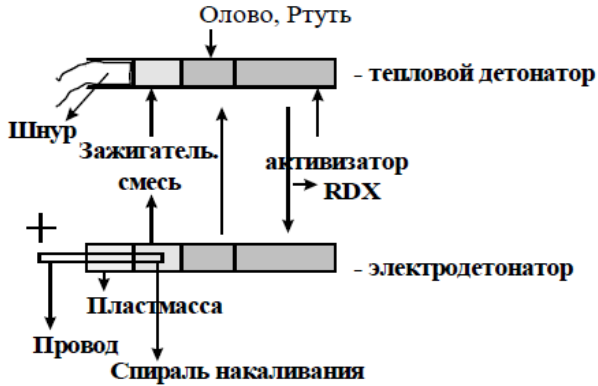 Олово, Ртуть
- тепловой детонатор
Шнур
Зажигатель.
смесь
активизатор
RDX
+
- электродетонатор
Пластмасса
Провод
Спираль накаливания